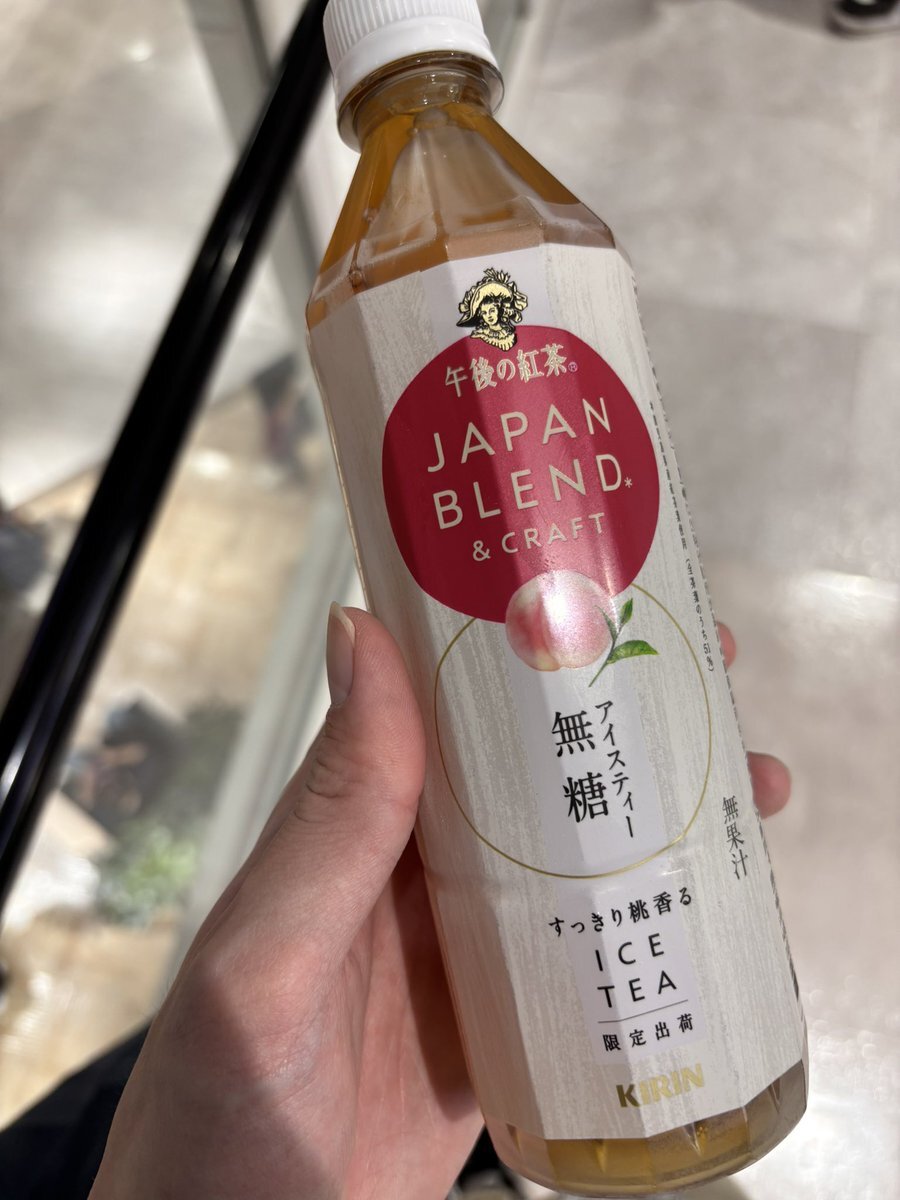 午後の紅茶®
JAPAN
BLEND*
& CRAFT
アイスティー
無糖
無果汁
すっきり桃香る
ICE
TEA
限定出荷
KIRIN